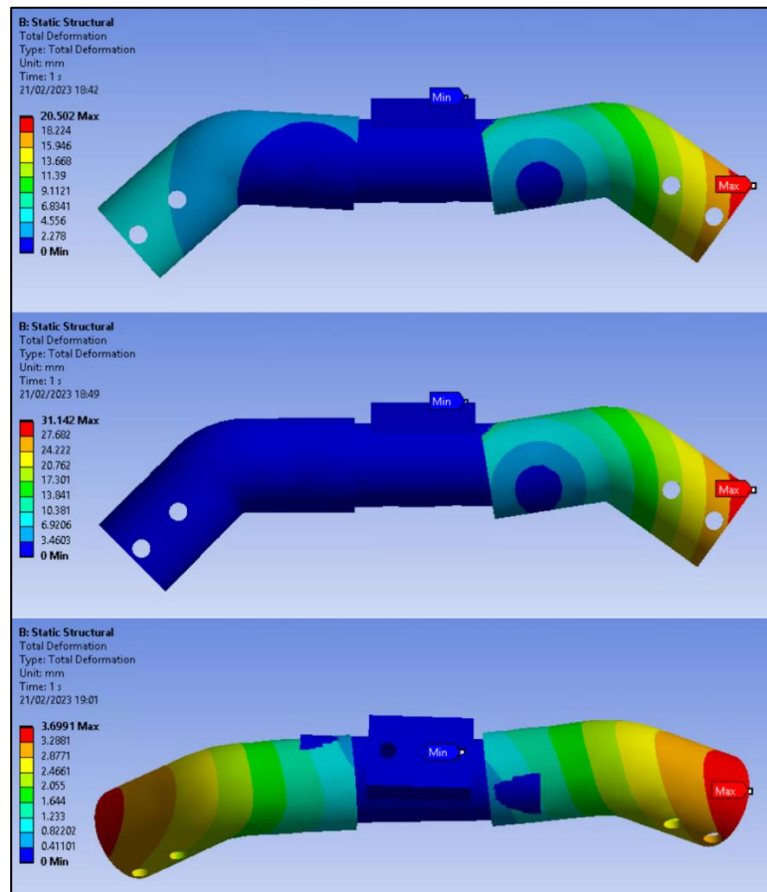 B: Static Structural
Total Deformation
Type: Total Deformation
Unit: mm
Time: 1 s
21/02/2023 18:42
20.502 Max
18.224
15.946
13.668
11.39
9.1121
6.8341
4.556
2.278
0 Min
Min
Max
B: Static Structural
Total Deformation
Type: Total Deformation
Unit: mm
Time: 1 s
21/02/2023 18:49
31.142 Max
27.682
24.222
20.762
17.301
13.841
10.381
6.9206
3.4603
0 Min
Min
Max
B: Static Structural
Total Deformation
Type: Total Deformation
Unit: mm
Time: 1 s
21/02/2023 19:01
3.6991 Max
3.2881
2.8771
2.4661
2.055
1.644
1.233
0.82202
0.41101
0 Min
Min
Max